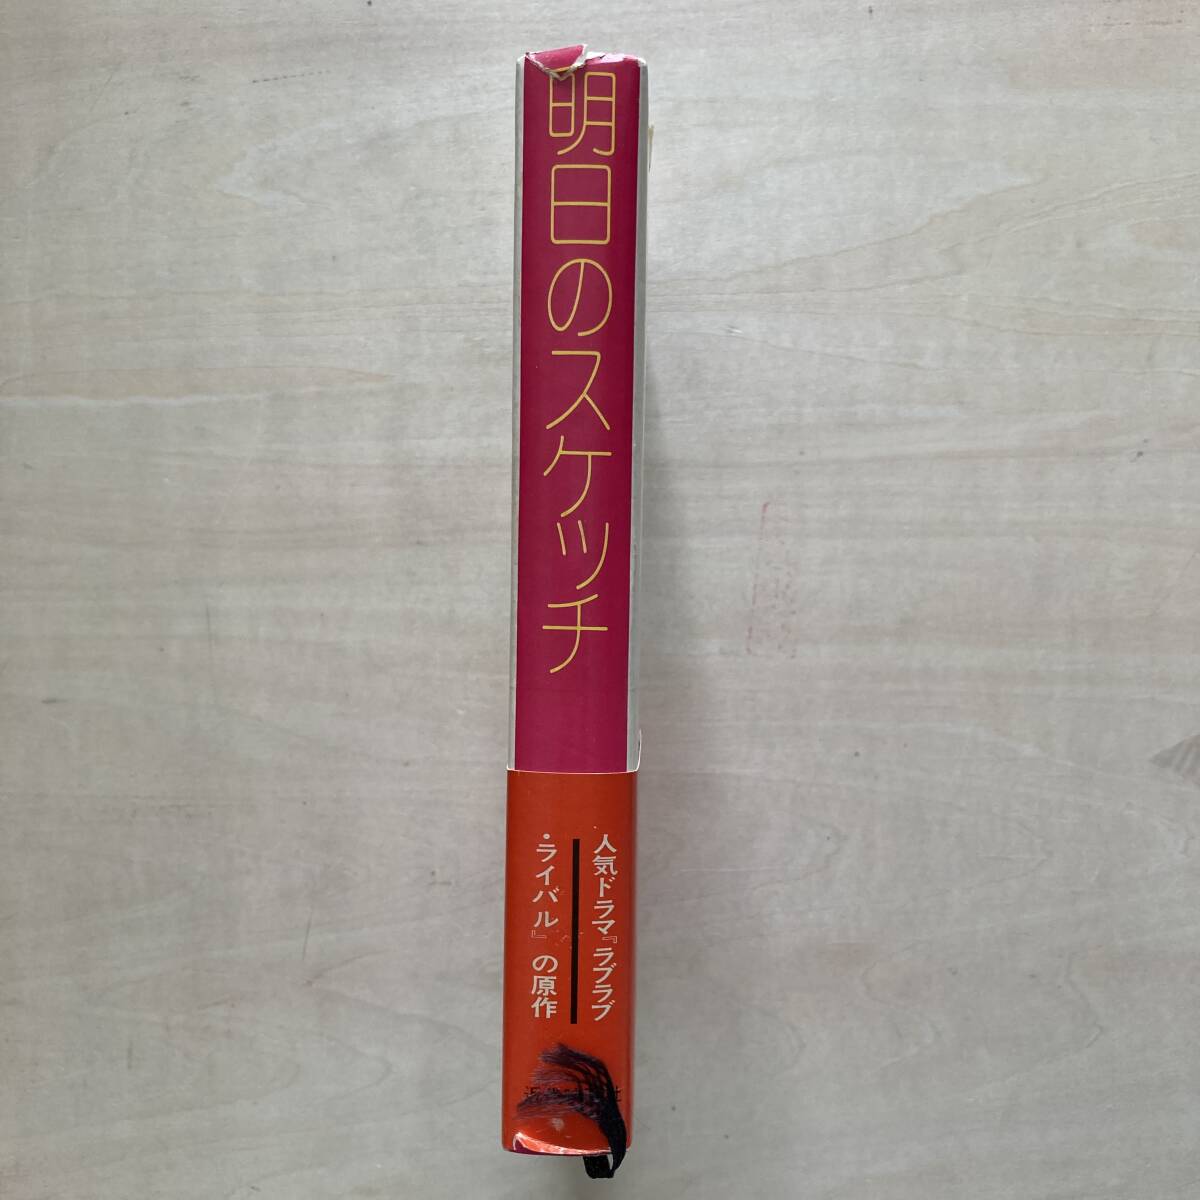 明日のスケッチ
人気ドラマ『ラブラブ
・ライバル』の原作